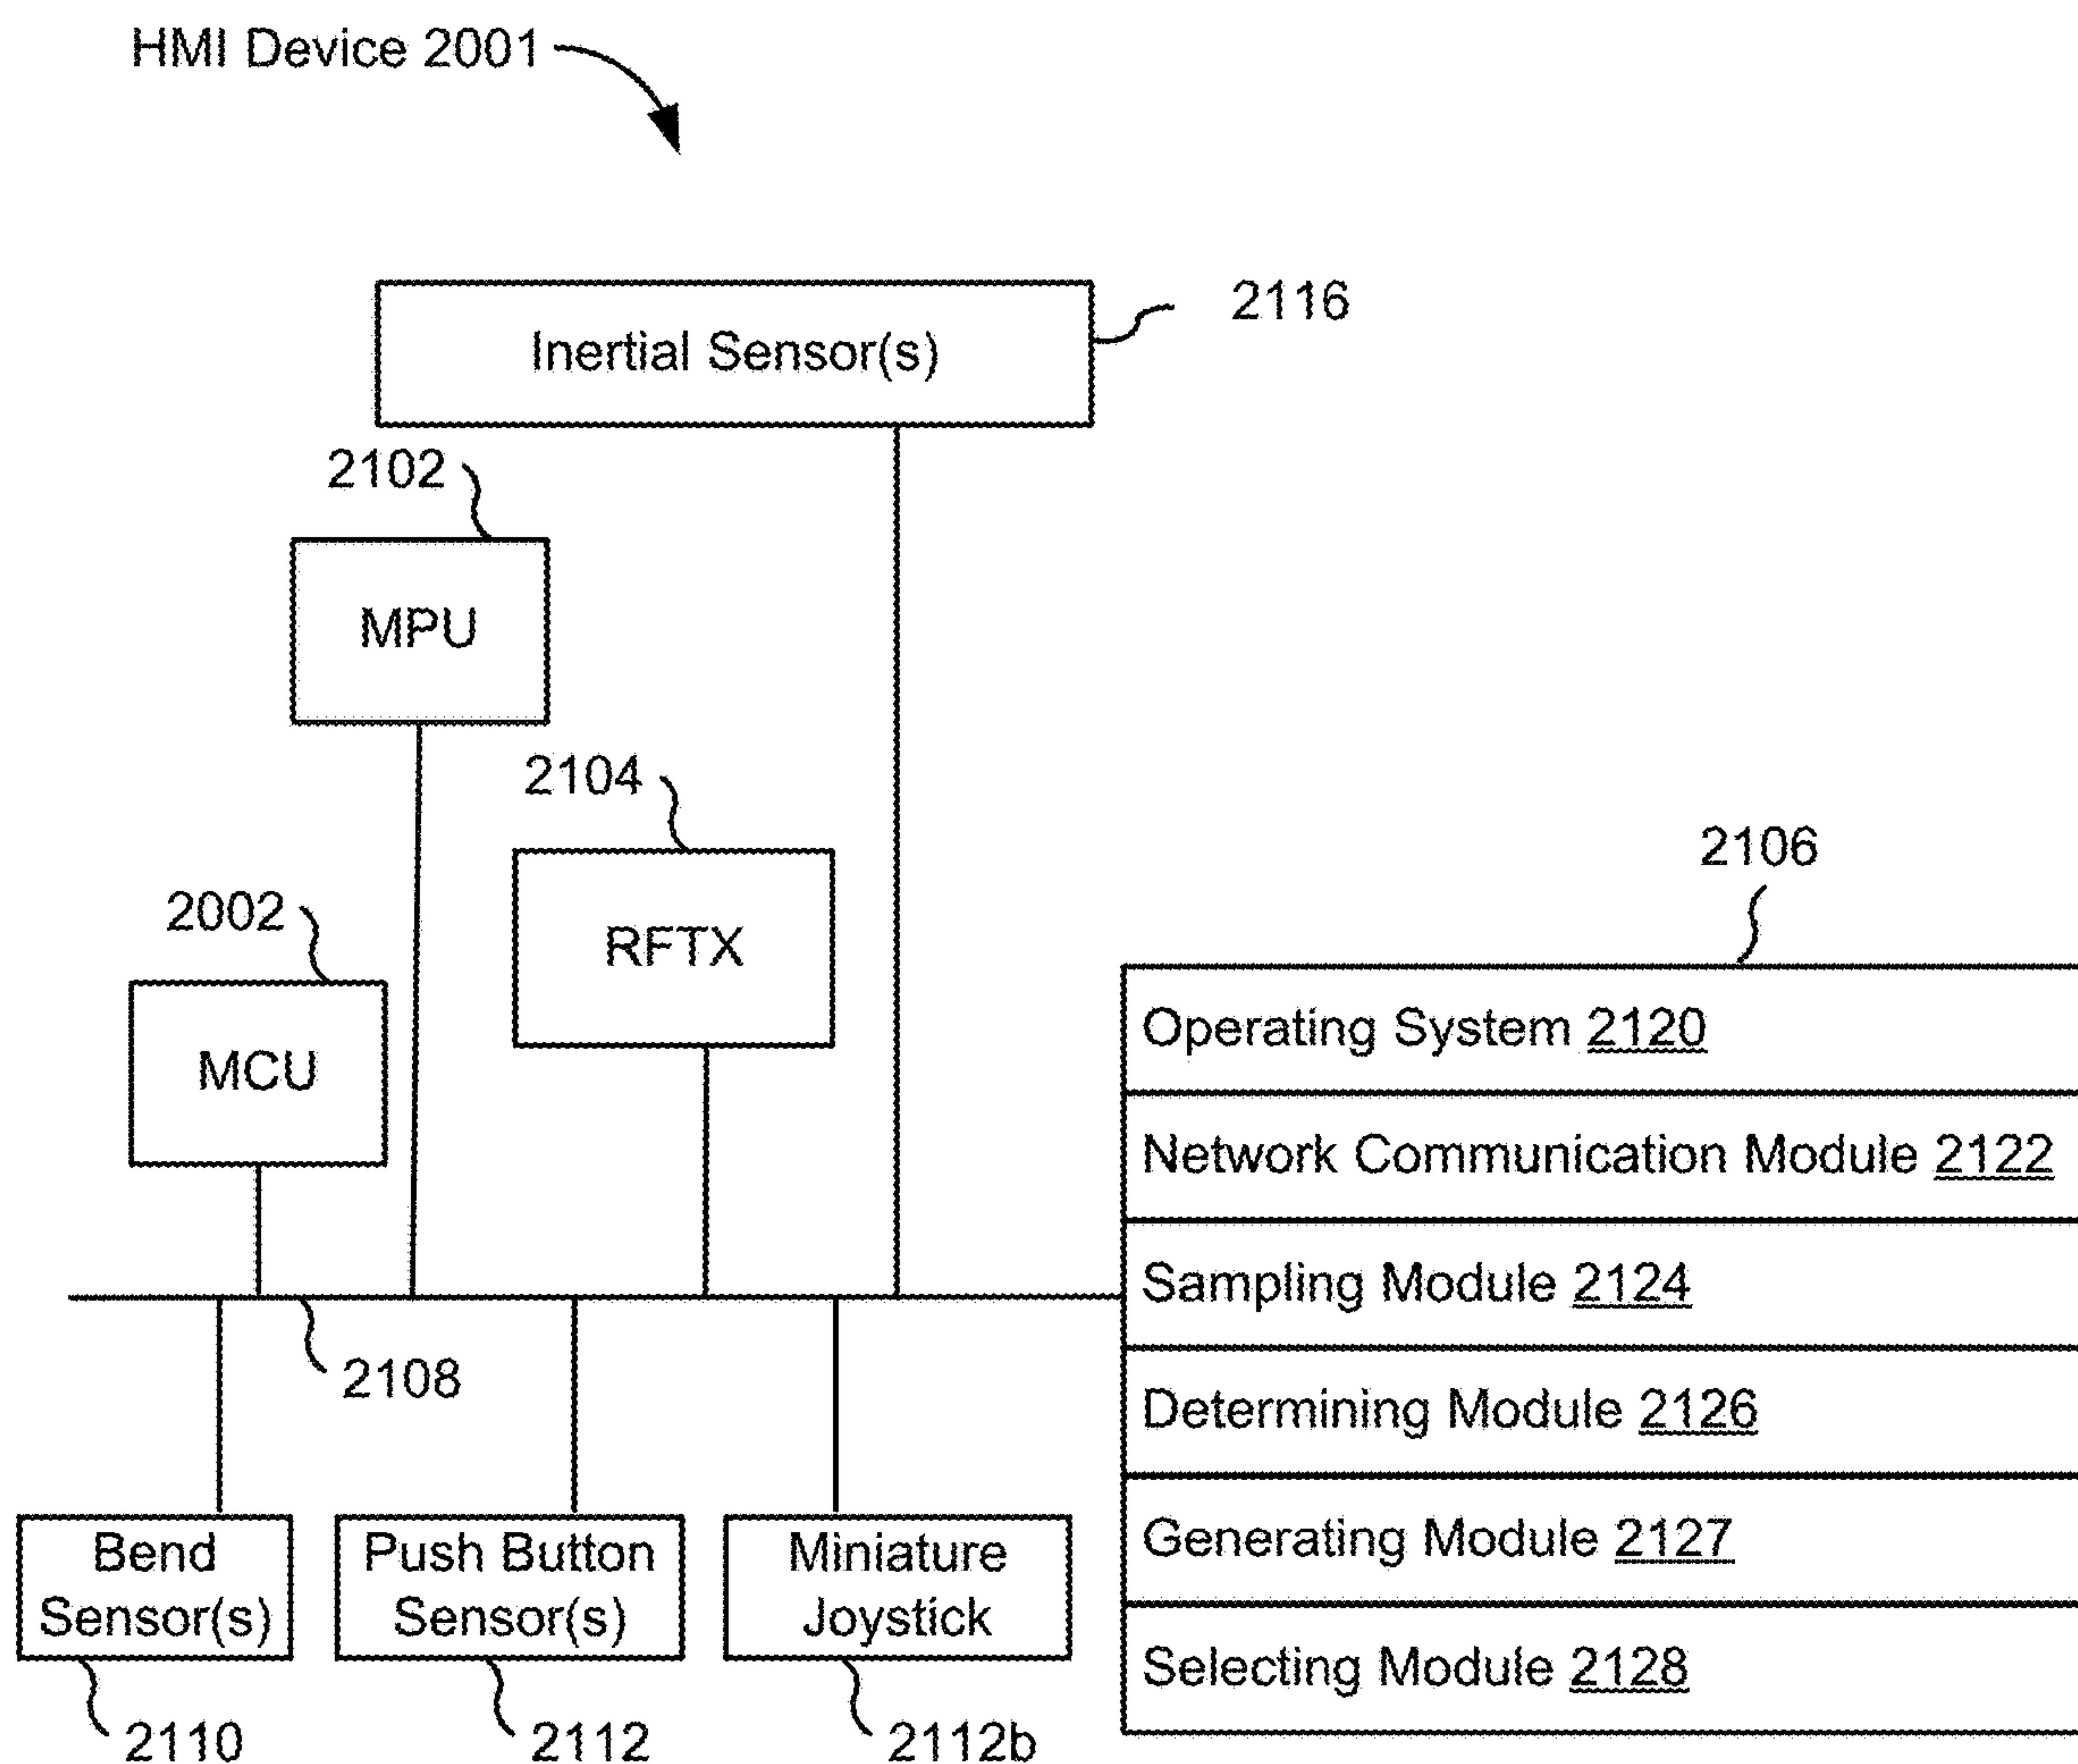 HMI Device 2001
2116
Inertial Sensor(s)
2102
MPU
2104
RFTX
2002
MCU
2106
Operating System 2120
Network Communication Module 2122
Sampling Module 2124
Determining Module 2126
Generating Module 2127
Selecting Module 2128
2108
Bend
Sensor(s)
Push Button
Sensor(s)
Miniature
Joystick
2110
2112
2112b